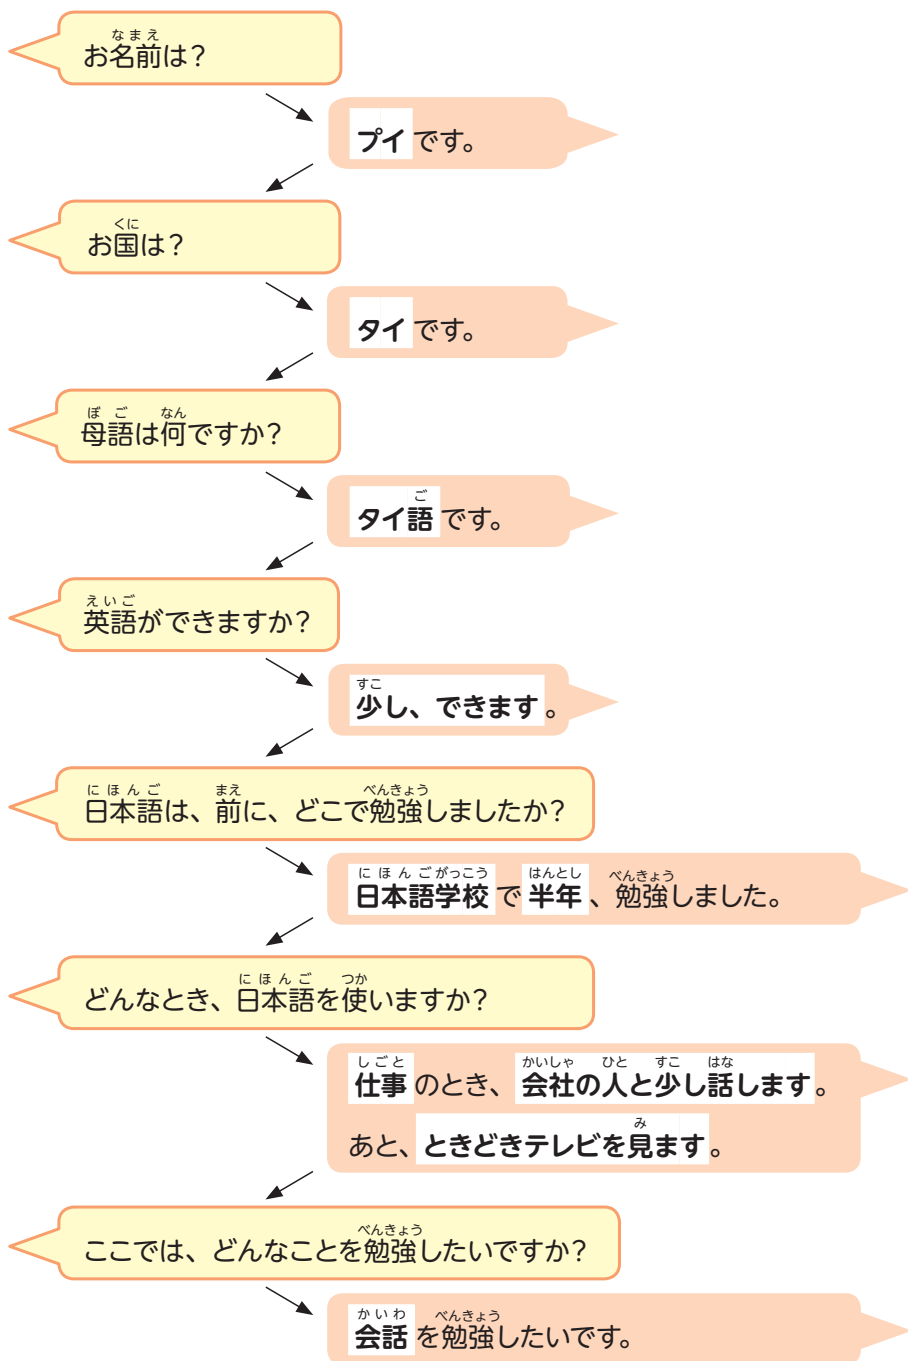 お名前は？
プイです。
お国は？
タイです。
母語は何ですか？
タイ語です。
英語ができますか？
少し、できます。
日本語は、前に、どこで勉強しましたか？
日本語学校で半年、勉強しました。
どんなとき、日本語を使いますか？
仕事のとき、会社の人と少し話します。
あと、ときどきテレビを見ます。
ここでは、どんなことを勉強したいですか？
会話を勉強したいです。